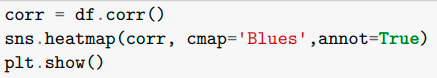 corr = df.corr()
sns.heatmap(corr, cmap='Blues',annot=True)
plt.show()